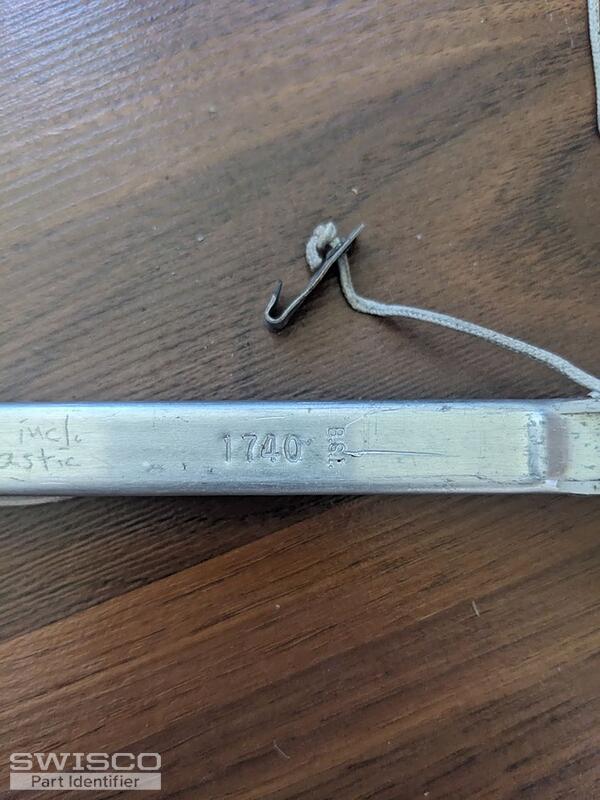 incl.
astic
1740
B.S.I.
SWISCO
Part Identifier